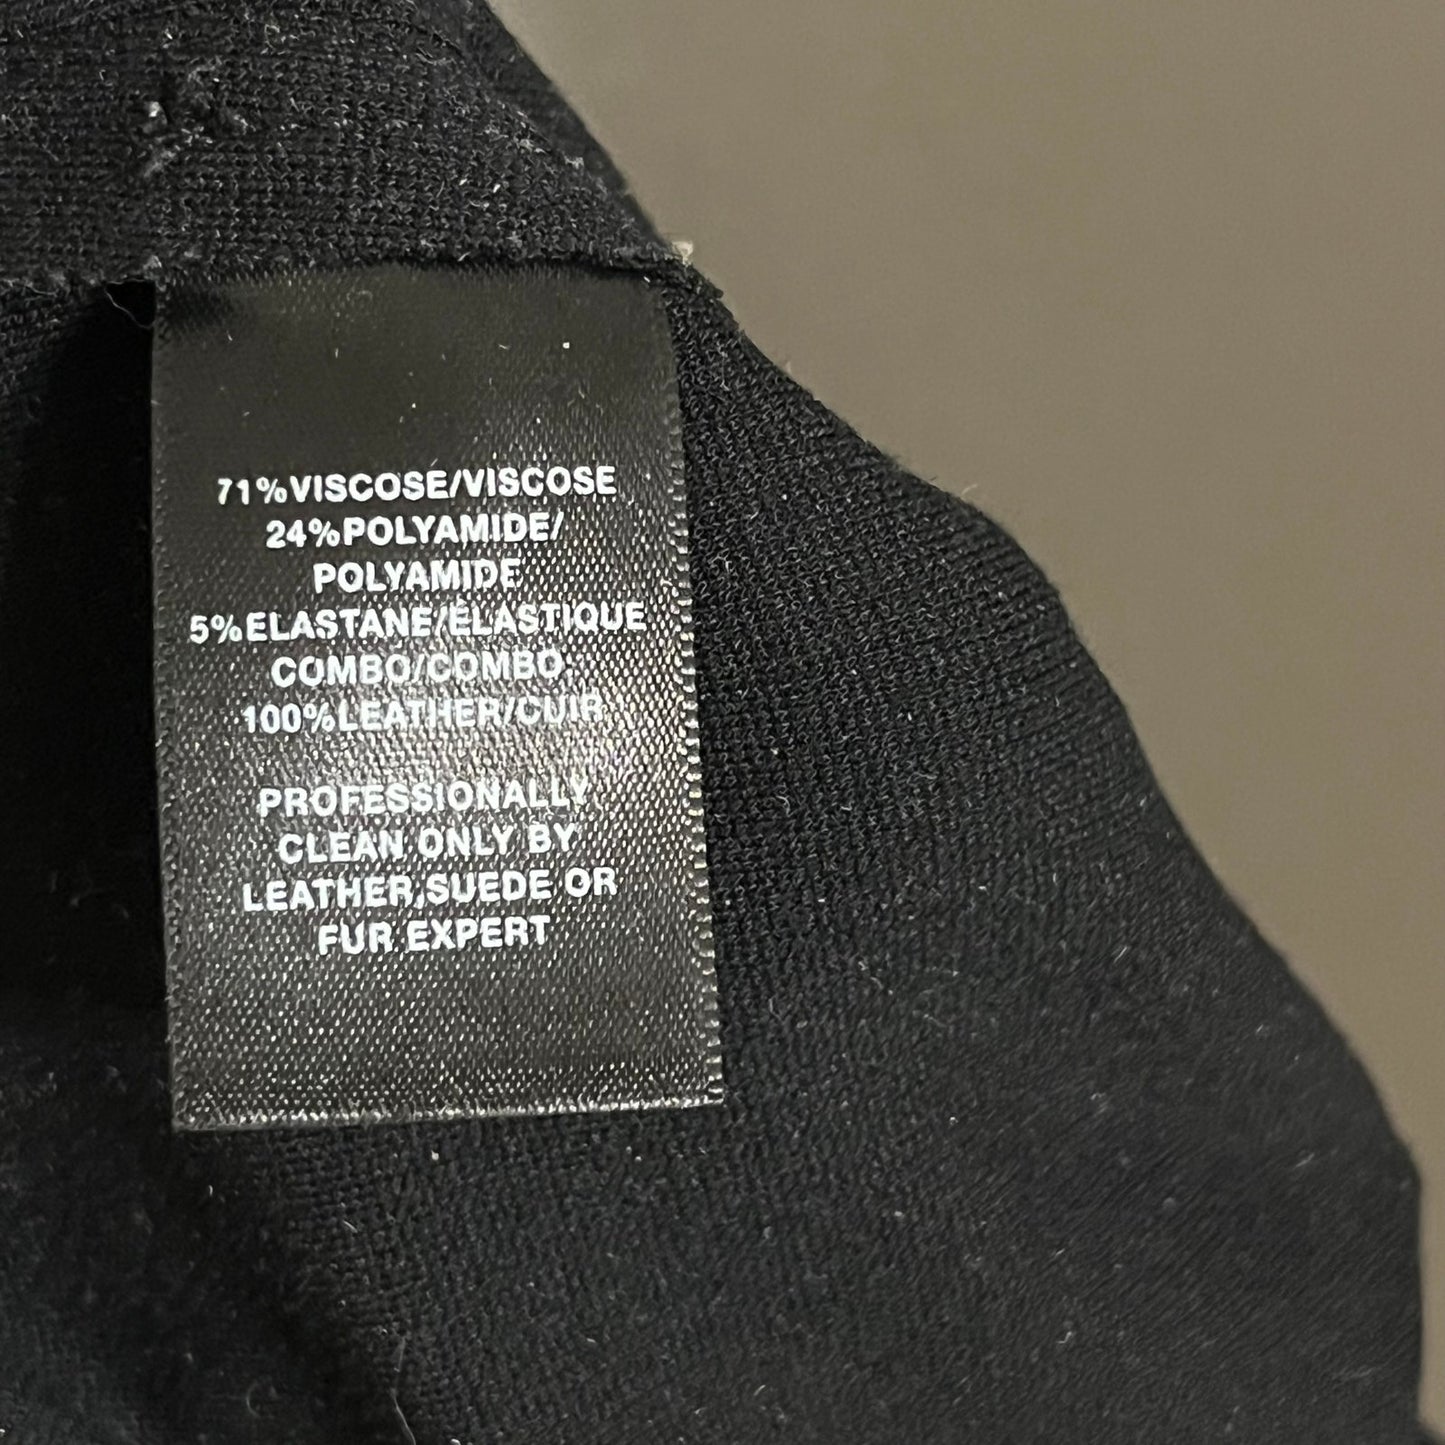 71%VISCOSE/VISCOSE
24%POLYAMIDE/
POLYAMIDE
5%ELASTANE/ÉLASTIQUE
COMBO/COMBO:
100%LEATHER/CUIR
PROFESSIONALLY
CLEAN ONLY BY
LEATHER,SUEDE OR
FUR EXPERT